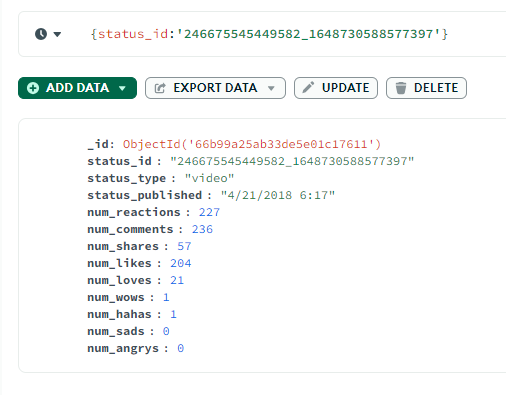 {status_id:'246675545449582_1648730588577397'}
ADD DATA EXPORT DATA UPDATE DELETE
_id: ObjectId('66b99a25ab33de5e01c17611')
status_id : "246675545449582_1648730588577397"
status_type : "video"
status_published : "4/21/2018 6:17"
num_reactions : 227
num_comments : 236
num_shares : 57
num_likes : 204
num_loves : 21
num_wows : 1
num_hahas : 1
num_sads : 0
num_angrys : 0